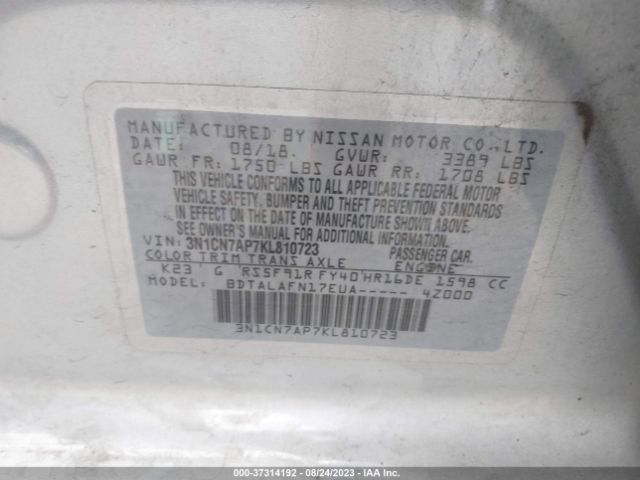 MANUFACTURED BY NISSAN MOTOR CO., LTD.
DATE: 08/18. GVWR: 3389 LBS
GAWR FR: 1750 LBS GAWR RR: 1708 LBS
THIS VEHICLE CONFORMS TO ALL APPLICABLE FEDERAL MOTOR
VEHICLE SAFETY, BUMPER AND THEFT PREVENTION STANDARDS
IN EFFECT ON THE DATE OF MANUFACTURE SHOWN ABOVE.
SEE OWNER'S MANUAL FOR ADDITIONAL INFORMATION
VIN: 3N1CN7AP7KL810723 PASSENGER CAR
COLOR TRIM TRANS AXLE ENGINE
K23 G RS5F91R FY40 HR16DE 1598 CC
MODEL: BDTALAFN17EUA----- 4Z000
3N1CN7AP7KL810723
000-37314192 - 08/24/2023 - IAA Inc.